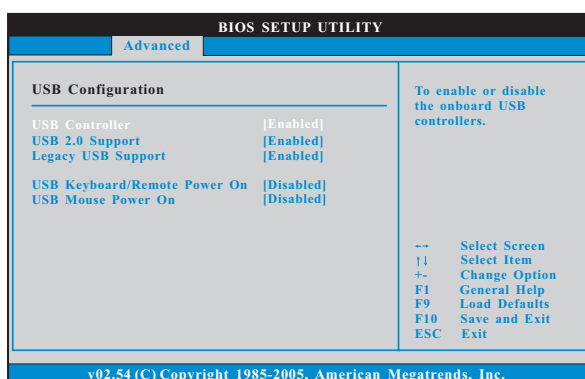 BIOS SETUP UTILITY
Advanced
USB Configuration
USB Controller [Enabled]
USB 2.0 Support [Enabled]
Legacy USB Support [Enabled]
USB Keyboard/Remote Power On [Disabled]
USB Mouse Power On [Disabled]
To enable or disable
the onboard USB
controllers.
←→ Select Screen
↑↓ Select Item
+- Change Option
F1 General Help
F9 Load Defaults
F10 Save and Exit
ESC Exit
v02.54 (C) Copyright 1985-2005, American Megatrends, Inc.